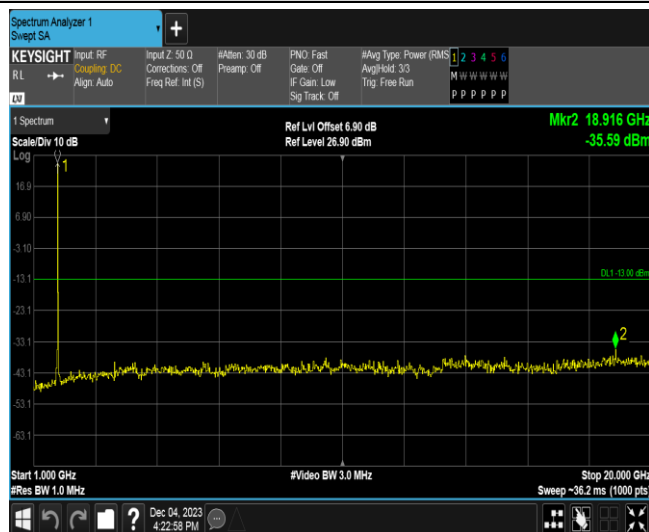 Spectrum Analyzer 1
Swept SA
+
KEYSIGHT
RL
LXI
Input: RF
Coupling: DC
Align: Auto
Input Z: 50 Ω
Corrections: Off
Freq Ref: Int (S)
#Atten: 30 dB
Preamp: Off
PNO: Fast
Gate: Off
IF Gain: Low
Sig Track: Off
#Avg Type: Power (RMS
Avg|Hold: 3/3
Trig: Free Run
1 2 3 4 5 6
M W W W W W
P P P P P P
1 Spectrum
Scale/Div 10 dB
Log
Ref Lvl Offset 6.90 dB
Ref Level 26.90 dBm
Mkr2 18.916 GHz
-35.59 dBm
1
16.9
6.90
-3.10
-13.1
DL1 -13.00 dBm
-23.1
2
-33.1
-43.1
-53.1
-63.1
Start 1.000 GHz
#Video BW 3.0 MHz
Stop 20.000 GHz
#Res BW 1.0 MHz
Sweep ~36.2 ms (1000 pts)
?
Dec 04, 2023
4:22:58 PM